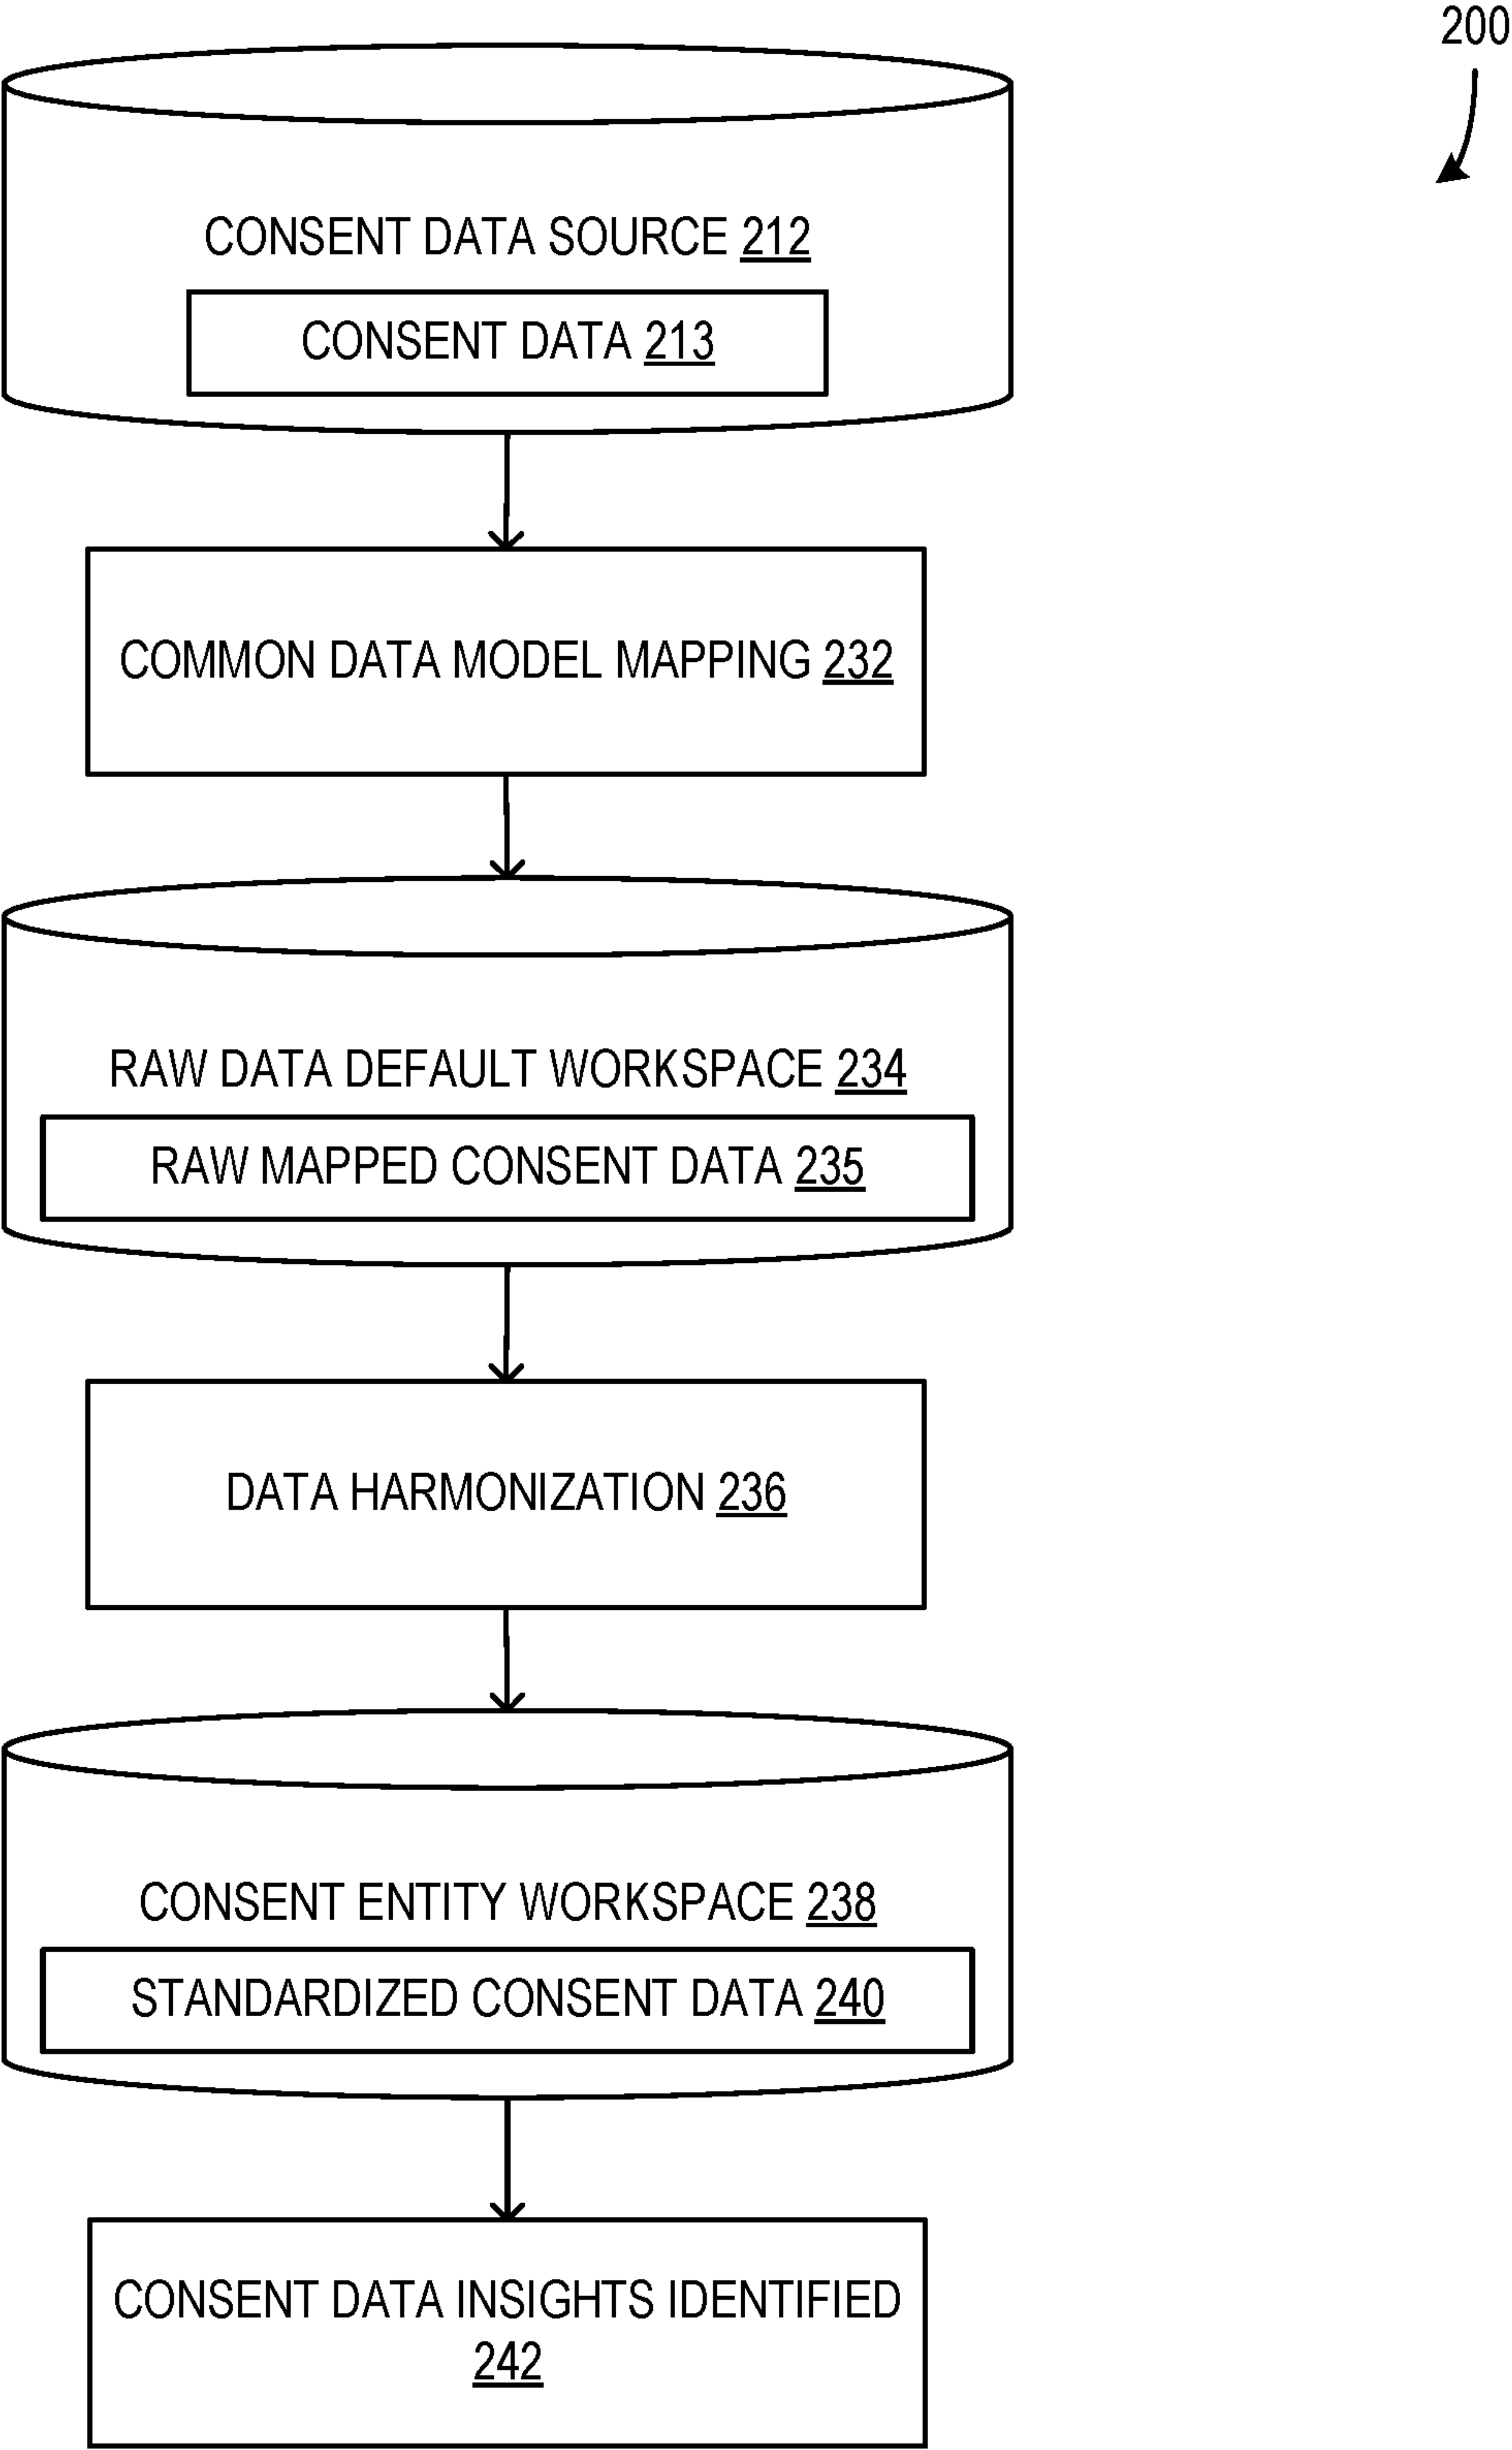 200
CONSENT DATA SOURCE 212
CONSENT DATA 213
COMMON DATA MODEL MAPPING 232
RAW DATA DEFAULT WORKSPACE 234
RAW MAPPED CONSENT DATA 235
DATA HARMONIZATION 236
CONSENT ENTITY WORKSPACE 238
STANDARDIZED CONSENT DATA 240
CONSENT DATA INSIGHTS IDENTIFIED
242